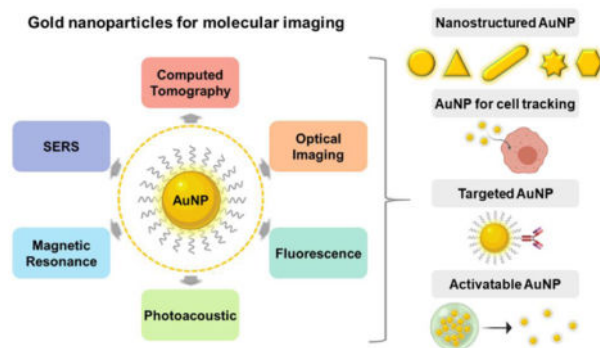 Gold nanoparticles for molecular imaging
Computed
Tomography
SERS
Optical
Imaging
AuNP
Magnetic
Resonance
Fluorescence
Photoacoustic
Nanostructured AuNP
AuNP for cell tracking
Targeted AuNP
Activatable AuNP